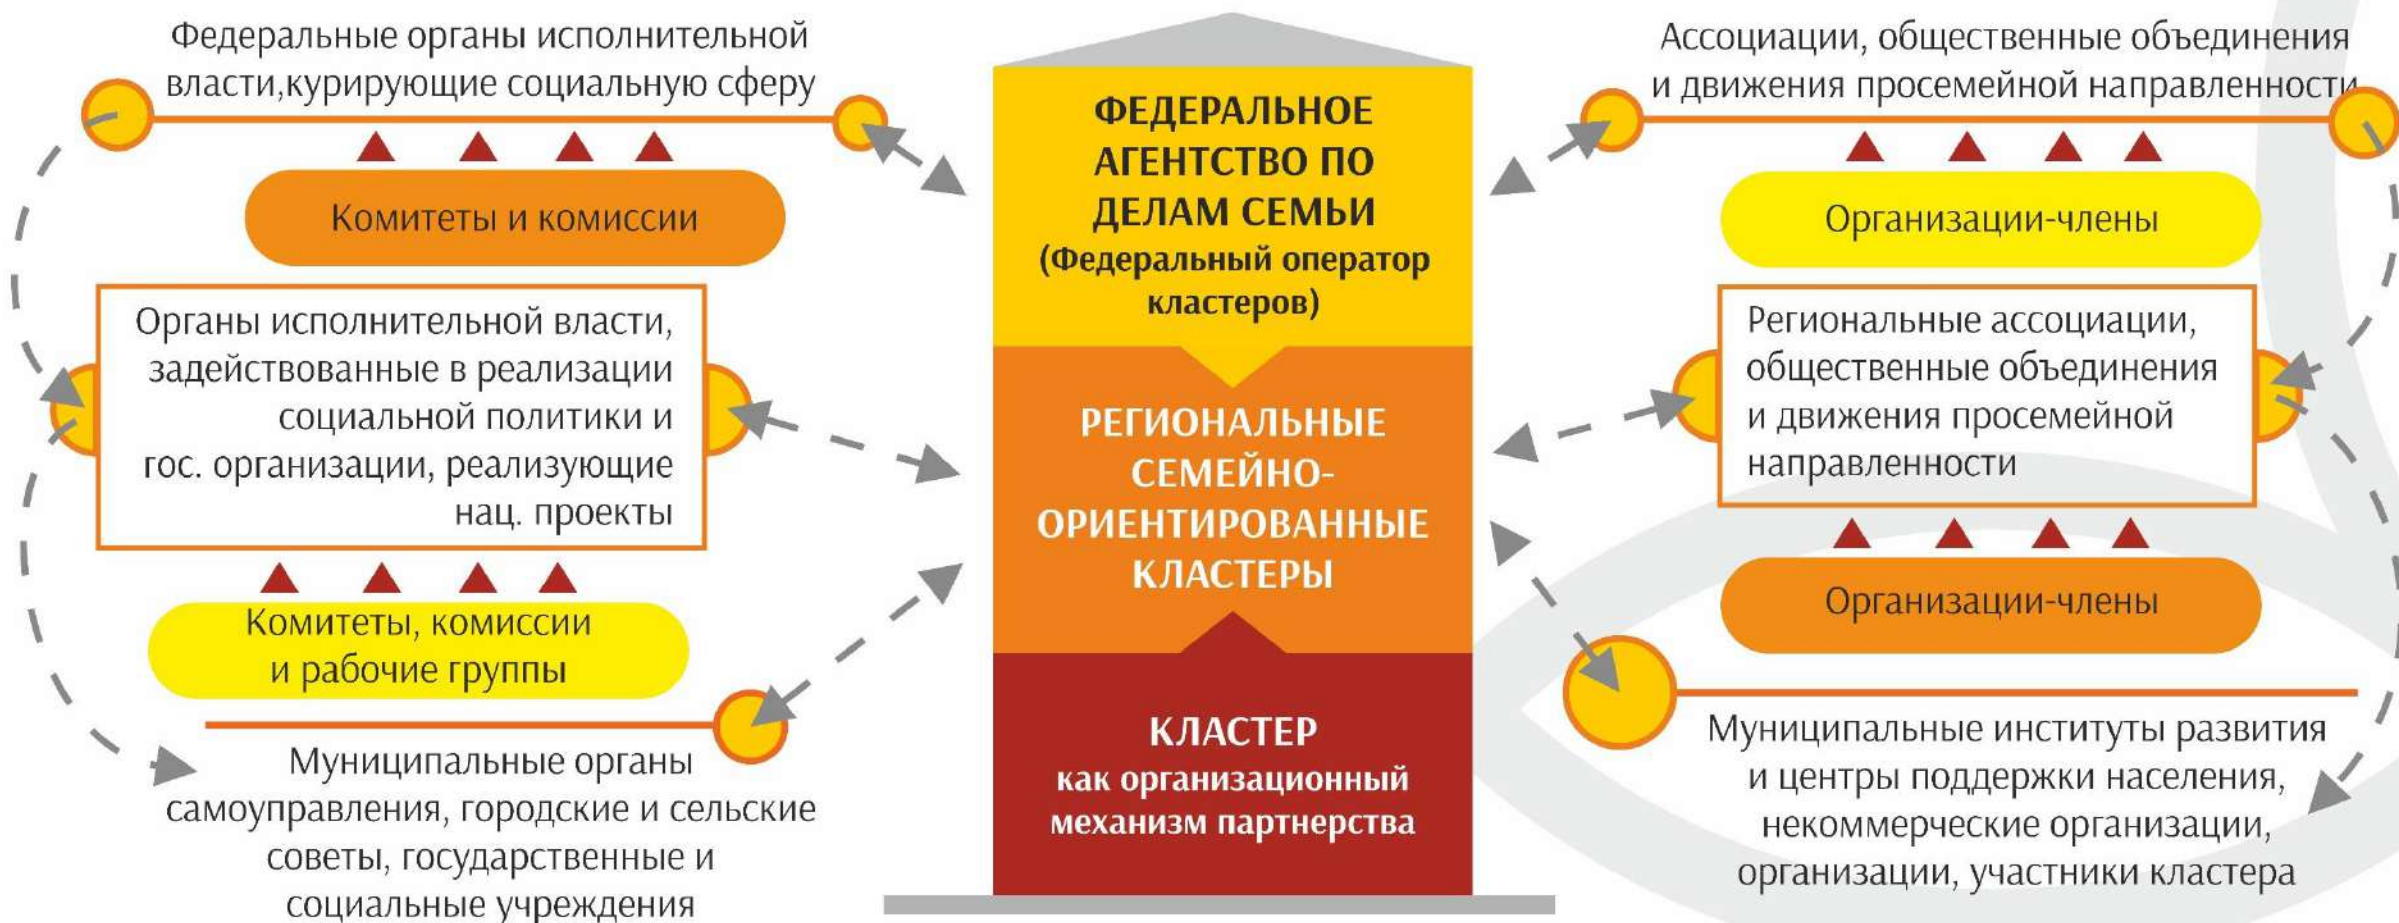 Федеральные органы исполнительной
власти,курирующие социальную сферу
Комитеты и комиссии
Органы исполнительной власти,
задействованные в реализации
социальной политики и
гос. организации, реализующие
нац. проекты
Комитеты, комиссии
и рабочие группы
Муниципальные органы
самоуправления, городские и сельские
советы, государственные и
социальные учреждения
ФЕДЕРАЛЬНОЕ
АГЕНТСТВО ПО
ДЕЛАМ СЕМЬИ
(Федеральный оператор
кластеров)
РЕГИОНАЛЬНЫЕ
СЕМЕЙНО-
ОРИЕНТИРОВАННЫЕ
КЛАСТЕРЫ
КЛАСТЕР
как организационный
механизм партнерства
Ассоциации, общественные объединения
и движения просемейной направленности
Организации-члены
Региональные ассоциации,
общественные объединения
и движения просемейной
направленности
Организации-члены
Муниципальные институты развития
и центры поддержки населения,
некоммерческие организации,
организации, участники кластера